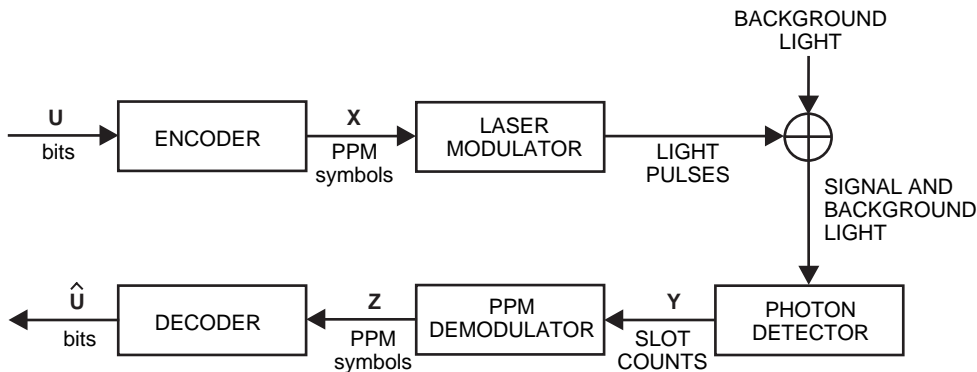 BACKGROUND
LIGHT
U
bits
ENCODER
X
PPM
symbols
LASER
MODULATOR
LIGHT
PULSES
SIGNAL AND
BACKGROUND
LIGHT
Û
bits
DECODER
Z
PPM
symbols
PPM
DEMODULATOR
Y
SLOT
COUNTS
PHOTON
DETECTOR